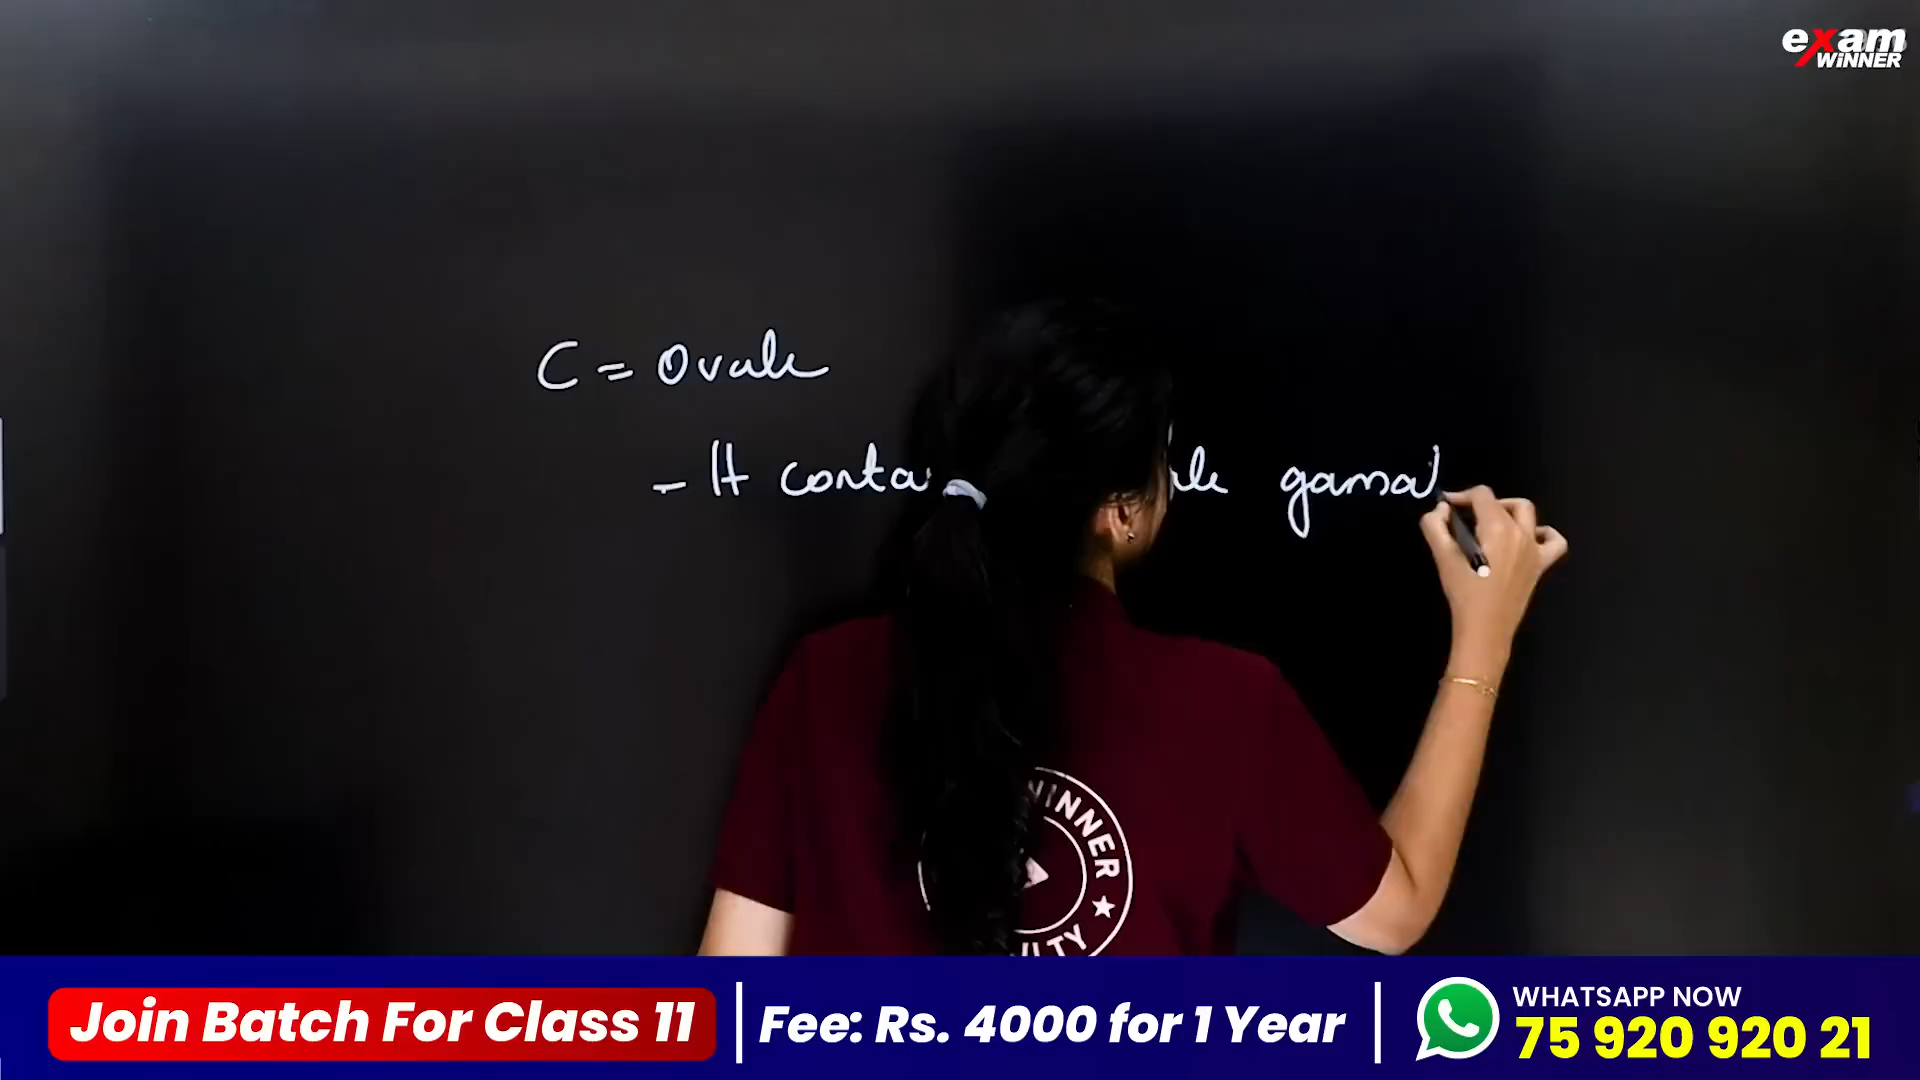 exam
WiNNER
C = Ovule
- It conta
gama
WINNER
Join Batch For Class 11
Fee: Rs. 4000 for 1 Year
WHATSAPP NOW
75 920 920 21